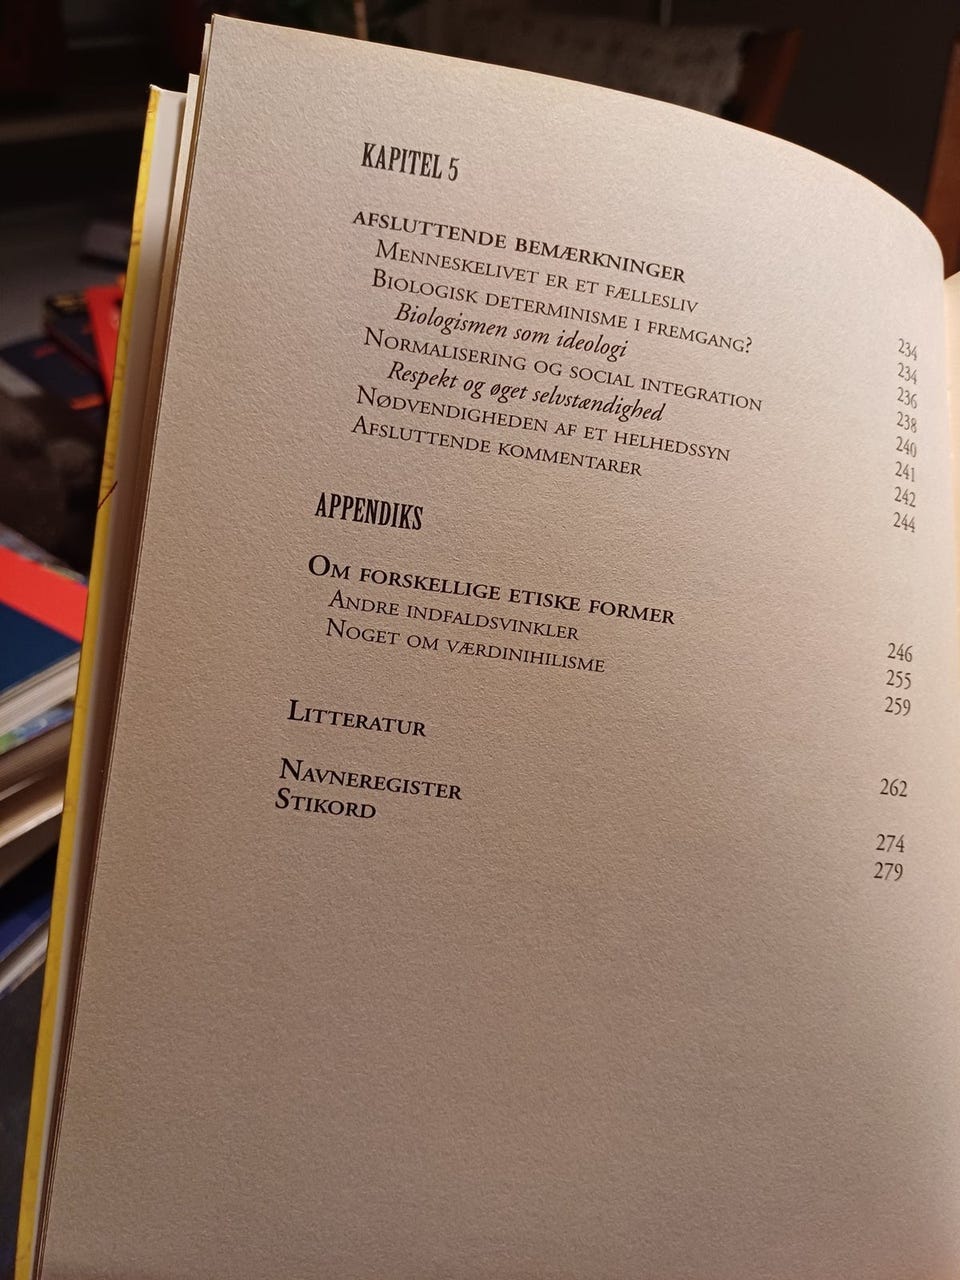 KAPITEL 5
AFSLUTTENDE BEMÆRKNINGER 234
MENNESKELIVET ER ET FÆLLESLIV 234
BIOLOGISK DETERMINISME I FREMGANG? 236
Biologismen som ideologi 238
NORMALISERING OG SOCIAL INTEGRATION 240
Respekt og øget selvstændighed 241
NØDVENDIGHEDEN AF ET HELHEDSSYN 242
AFSLUTTENDE KOMMENTARER 244
APPENDIKS
OM FORSKELLIGE ETISKE FORMER 246
ANDRE INDFALDSVINKLER 255
NOGET OM VÆRDINIHILISME 259
LITTERATUR 262
NAVNEREGISTER 274
STIKORD 279